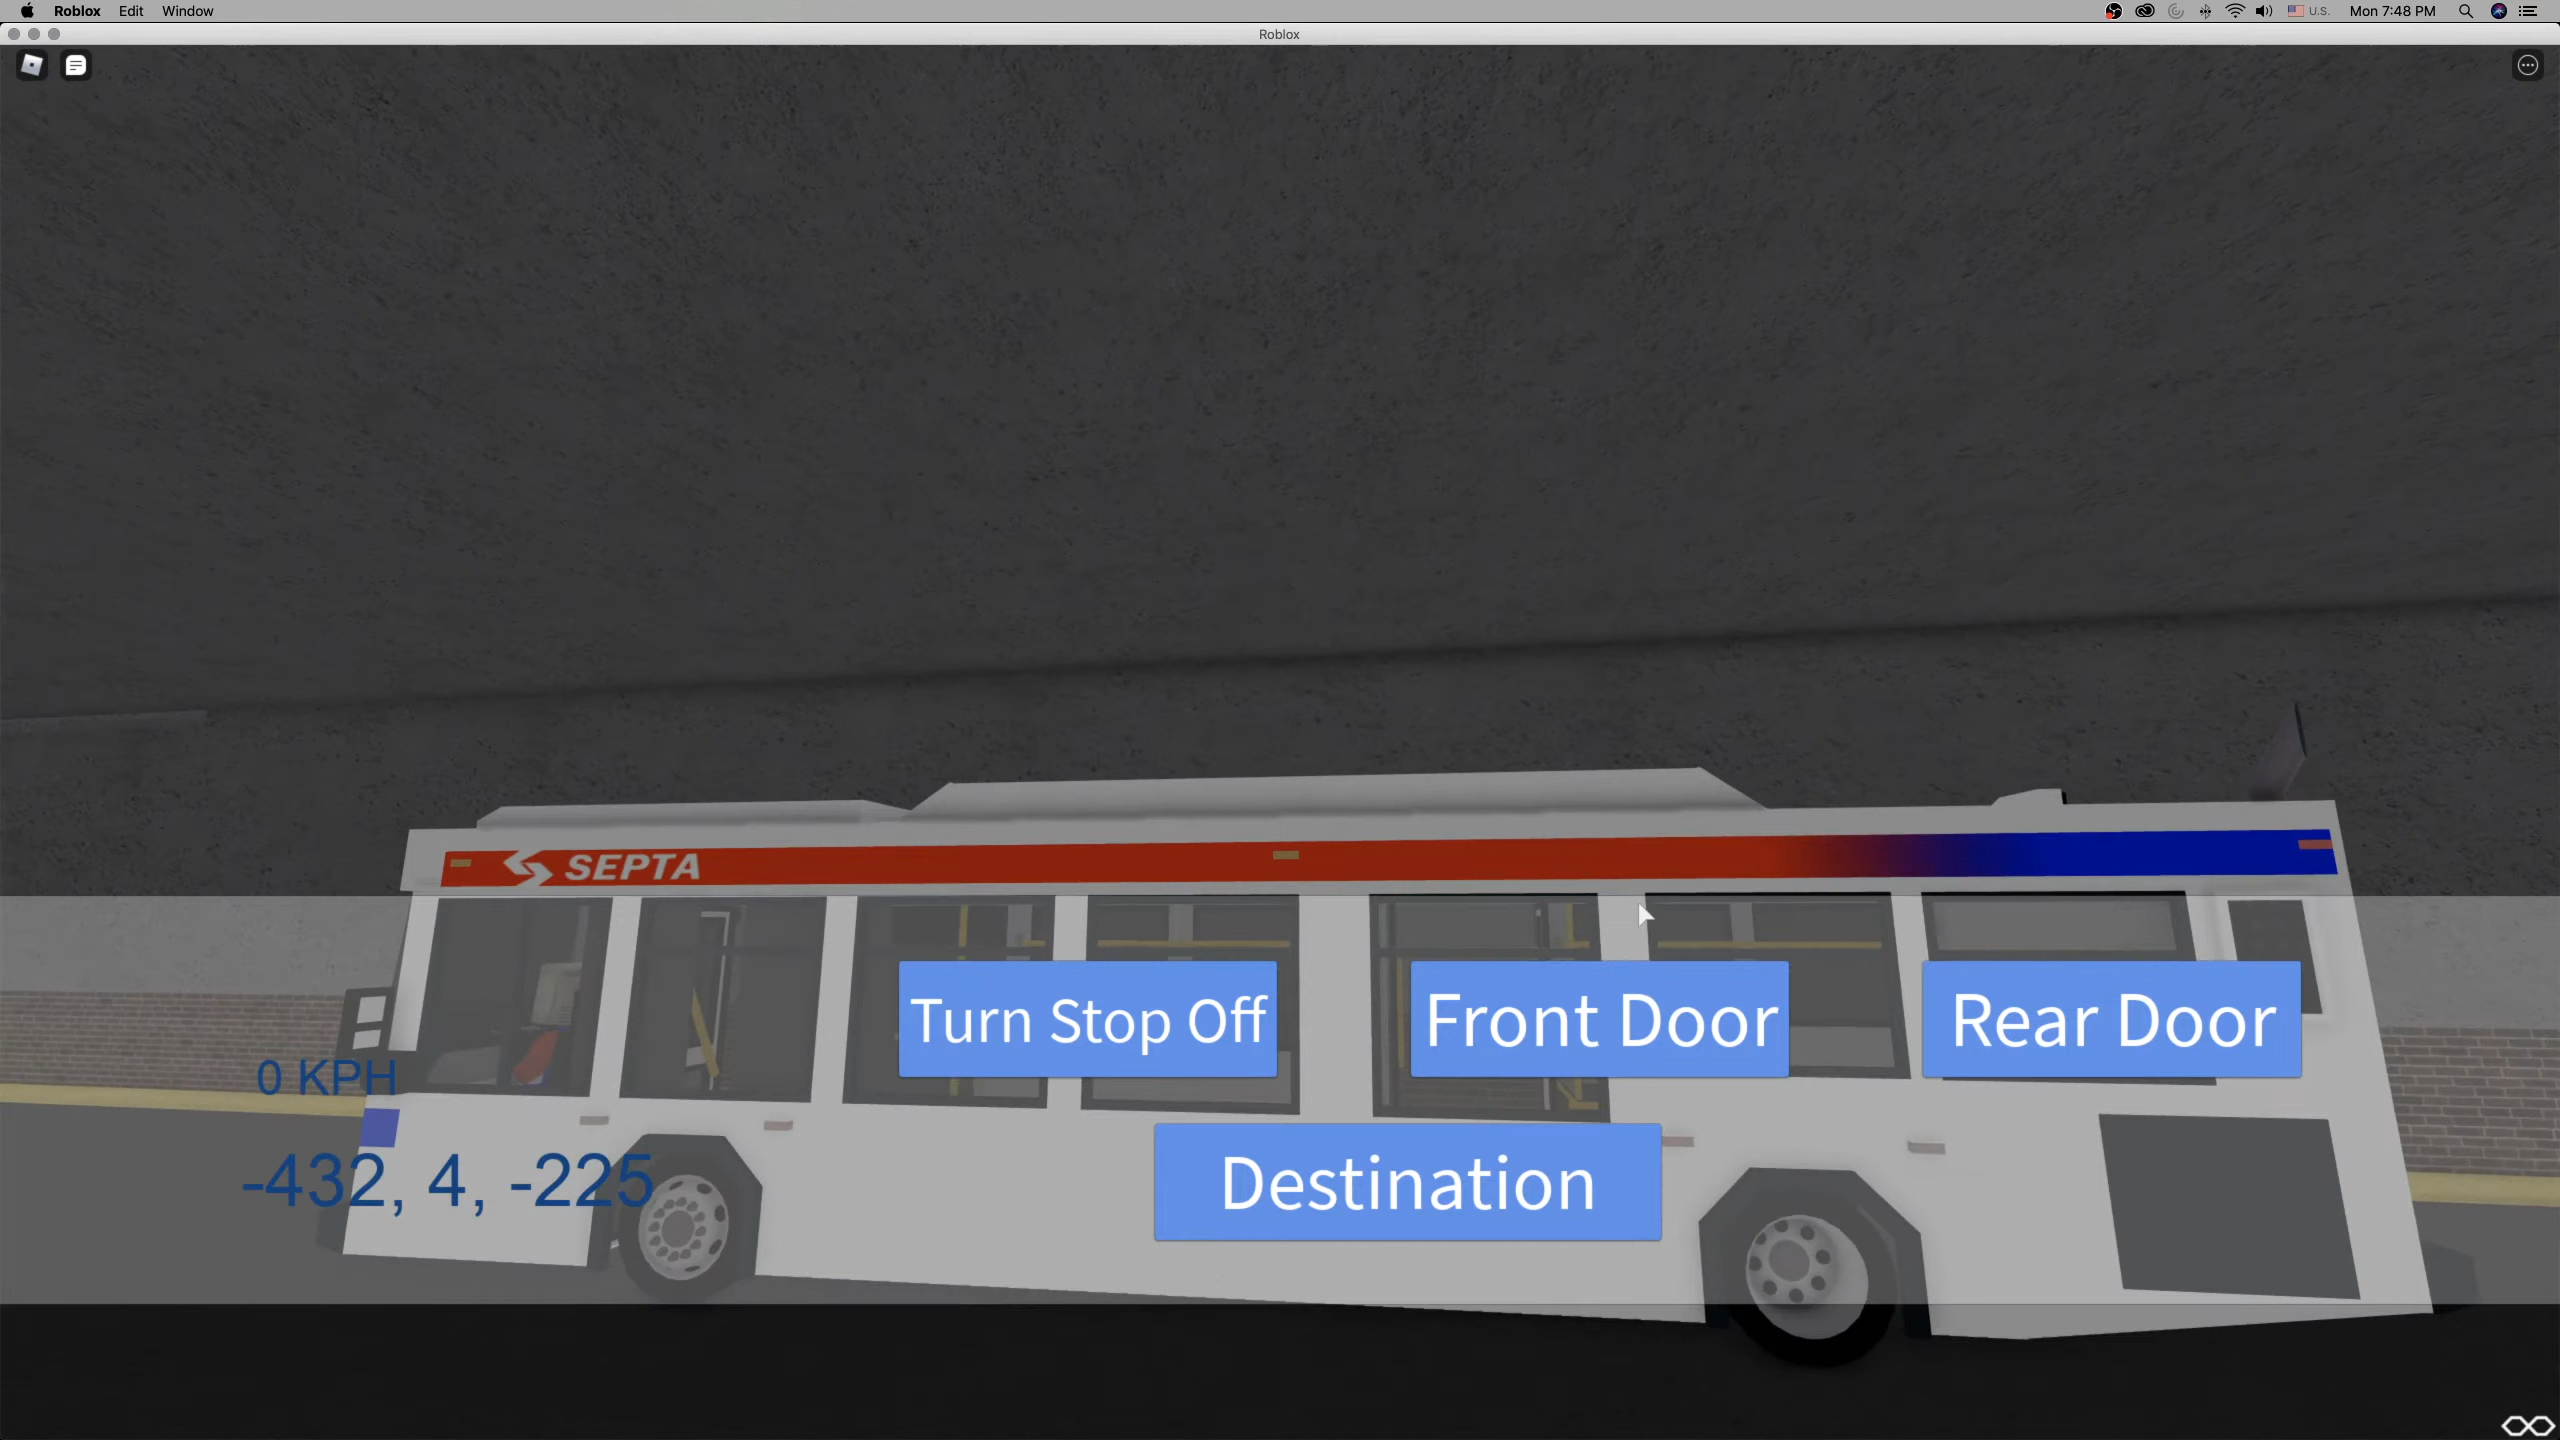 Roblox Edit Window
U.S. Mon 7:48 PM
Roblox
SEPTA
Turn Stop Off
Front Door
Rear Door
0 KPH
-432, 4, -225
Destination